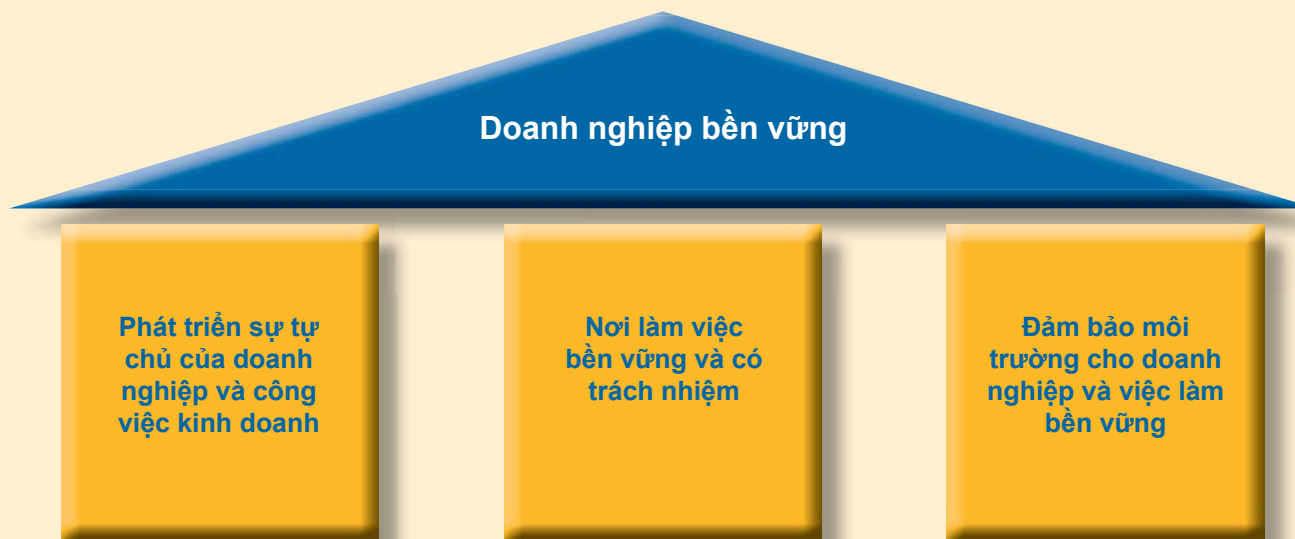 Doanh nghiệp bền vững
Phát triển sự tự
chủ của doanh
nghiệp và công
việc kinh doanh
Nơi làm việc
bền vững và có
trách nhiệm
Đảm bảo môi
trường cho doanh
nghiệp và việc làm
bền vững